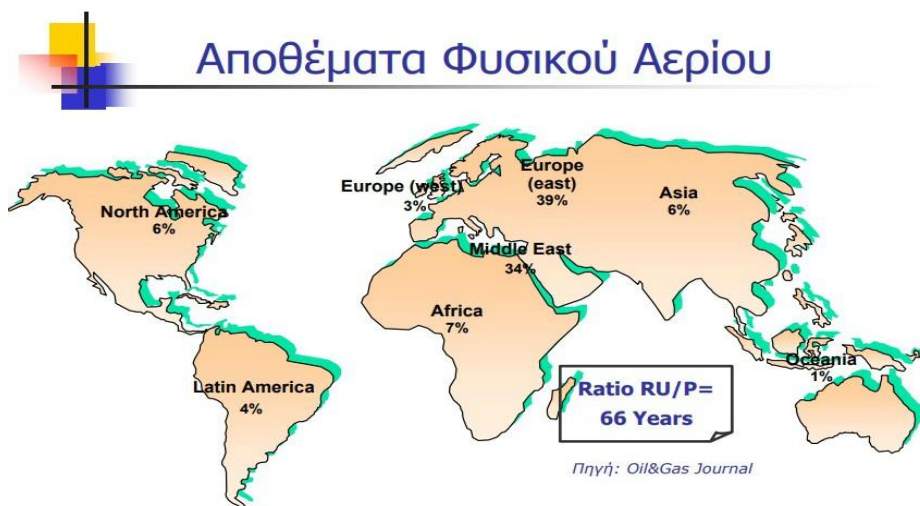 Αποθέματα Φυσικού Αερίου
North America
6%
Europe (west)
3%
Europe
(east)
39%
Asia
6%
Middle East
34%
Africa
7%
Latin America
4%
Oceania
1%
Ratio RU/P=
66 Years
Πηγή: Oil&Gas Journal